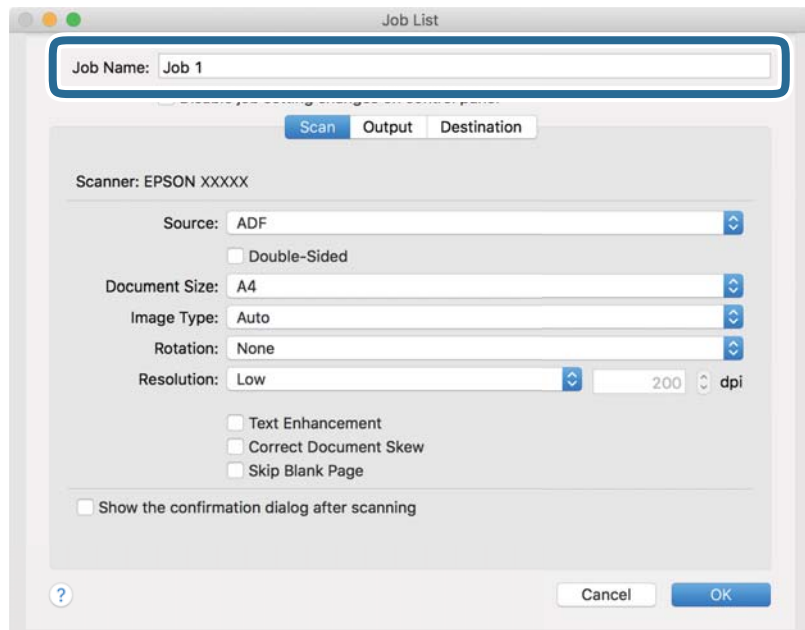 Job List
Job Name: Job 1
Scan Output Destination
Scanner: EPSON XXXXX
Source: ADF
Double-Sided
Document Size: A4
Image Type: Auto
Rotation: None
Resolution: Low 200 dpi
Text Enhancement
Correct Document Skew
Skip Blank Page
Show the confirmation dialog after scanning
? Cancel OK